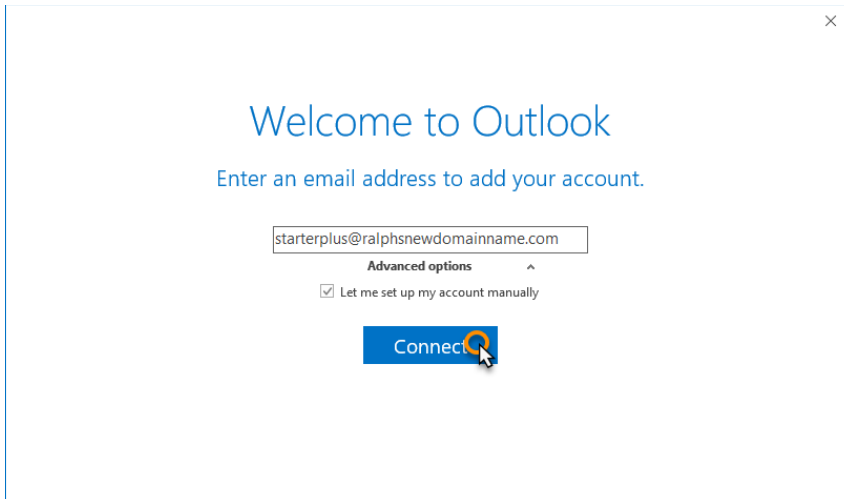 Welcome to Outlook
Enter an email address to add your account.
starterplus@ralphsnewdomainname.com
Advanced options
Let me set up my account manually
Connect